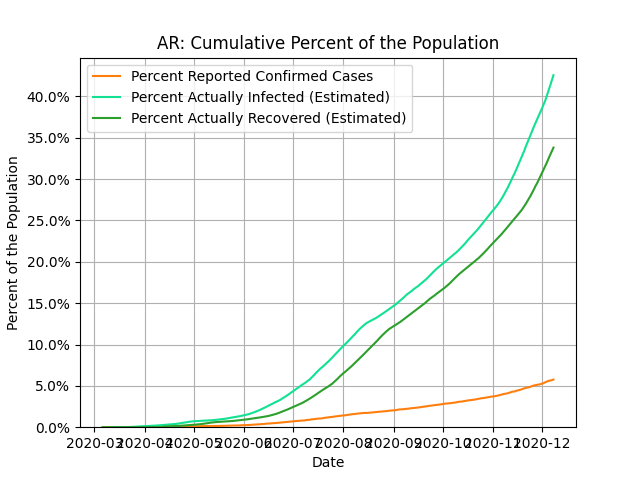 AR: Cumulative Percent of the Population
Percent Reported Confirmed Cases
Percent Actually Infected (Estimated)
Percent Actually Recovered (Estimated)
Percent of the Population
40.0%
35.0%
30.0%
25.0%
20.0%
15.0%
10.0%
5.0%
0.0%
2020-03 2020-04 2020-05 2020-06 2020-07 2020-08 2020-09 2020-10 2020-11 2020-12
Date